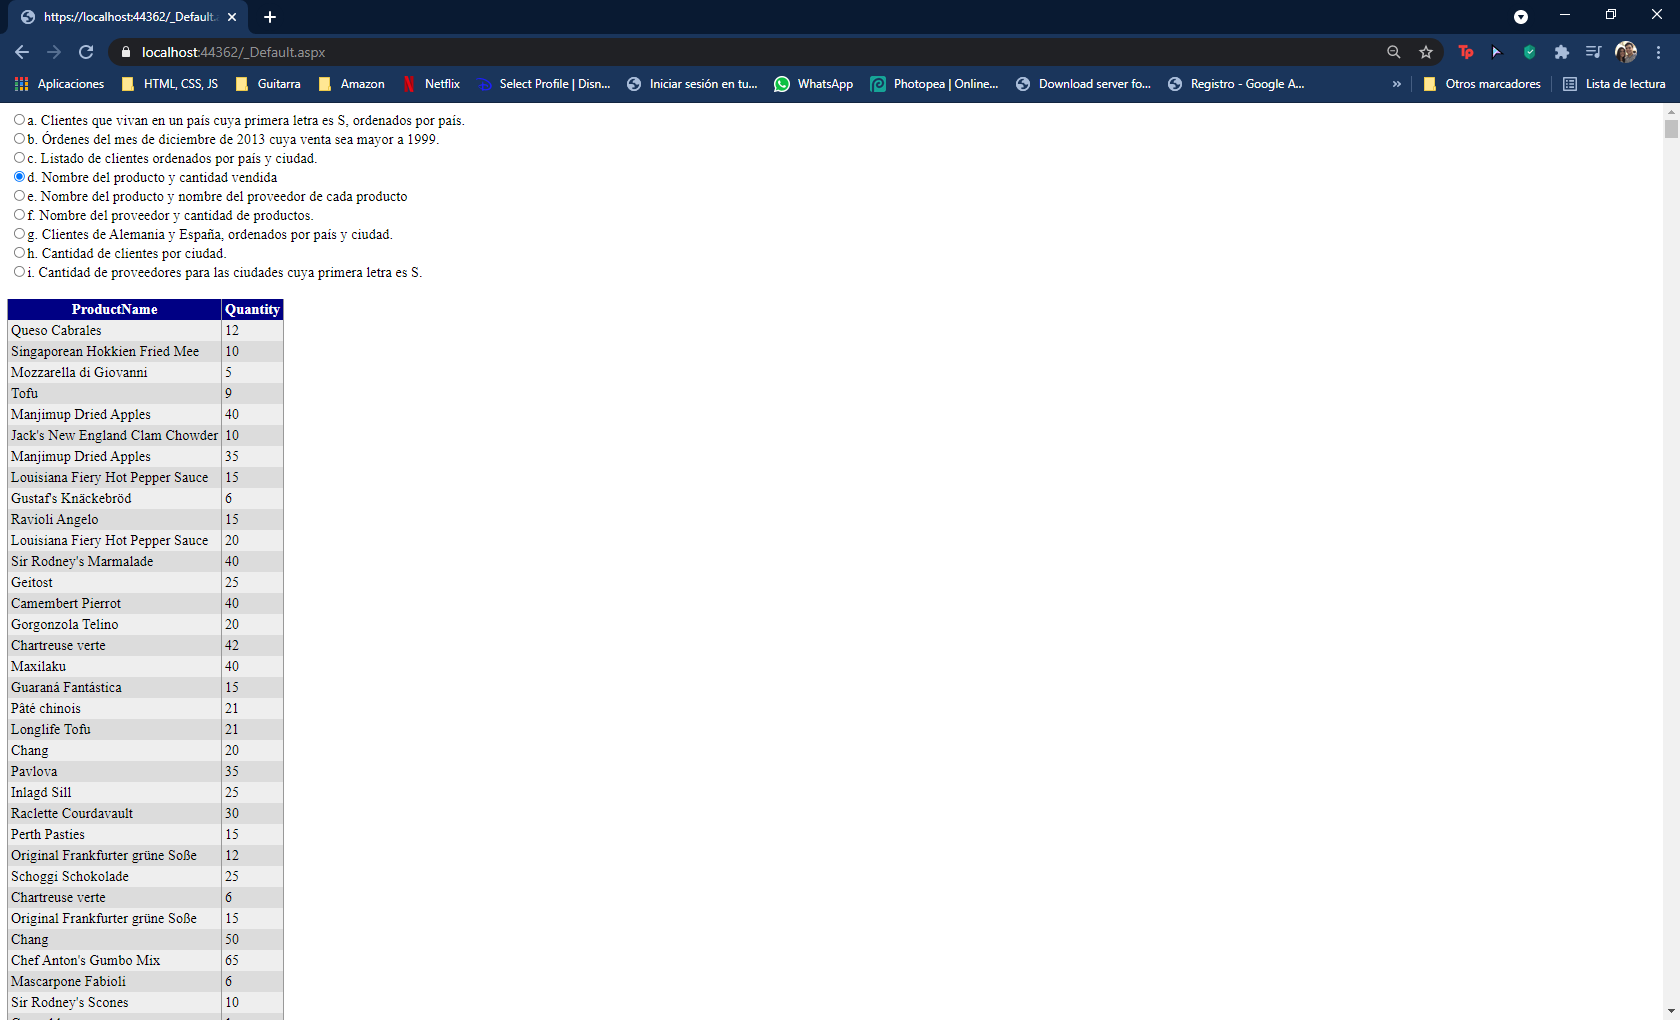 https://localhost:44362/_Default.
localhost:44362/_Default.aspx
Aplicaciones HTML, CSS, JS Guitarra Amazon Netflix Select Profile | Disn... Iniciar sesión en tu... WhatsApp Photopea | Online... Download server fo... Registro - Google A... » Otros marcadores Lista de lectura
a. Clientes que vivan en un país cuya primera letra es S, ordenados por país.
b. Órdenes del mes de diciembre de 2013 cuya venta sea mayor a 1999.
c. Listado de clientes ordenados por país y ciudad.
d. Nombre del producto y cantidad vendida
e. Nombre del producto y nombre del proveedor de cada producto
f. Nombre del proveedor y cantidad de productos.
g. Clientes de Alemania y España, ordenados por país y ciudad.
h. Cantidad de clientes por ciudad.
i. Cantidad de proveedores para las ciudades cuya primera letra es S.
ProductName Quantity
Queso Cabrales 12
Singaporean Hokkien Fried Mee 10
Mozzarella di Giovanni 5
Tofu 9
Manjimup Dried Apples 40
Jack's New England Clam Chowder 10
Manjimup Dried Apples 35
Louisiana Fiery Hot Pepper Sauce 15
Gustaf's Knäckebröd 6
Ravioli Angelo 15
Louisiana Fiery Hot Pepper Sauce 20
Sir Rodney's Marmalade 40
Geitost 25
Camembert Pierrot 40
Gorgonzola Telino 20
Chartreuse verte 42
Maxilaku 40
Guaraná Fantástica 15
Pâté chinois 21
Longlife Tofu 21
Chang 20
Pavlova 35
Inlagd Sill 25
Raclette Courdavault 30
Perth Pasties 15
Original Frankfurter grüne Soße 12
Schoggi Schokolade 25
Chartreuse verte 6
Original Frankfurter grüne Soße 15
Chang 50
Chef Anton's Gumbo Mix 65
Mascarpone Fabioli 6
Sir Rodney's Scones 10